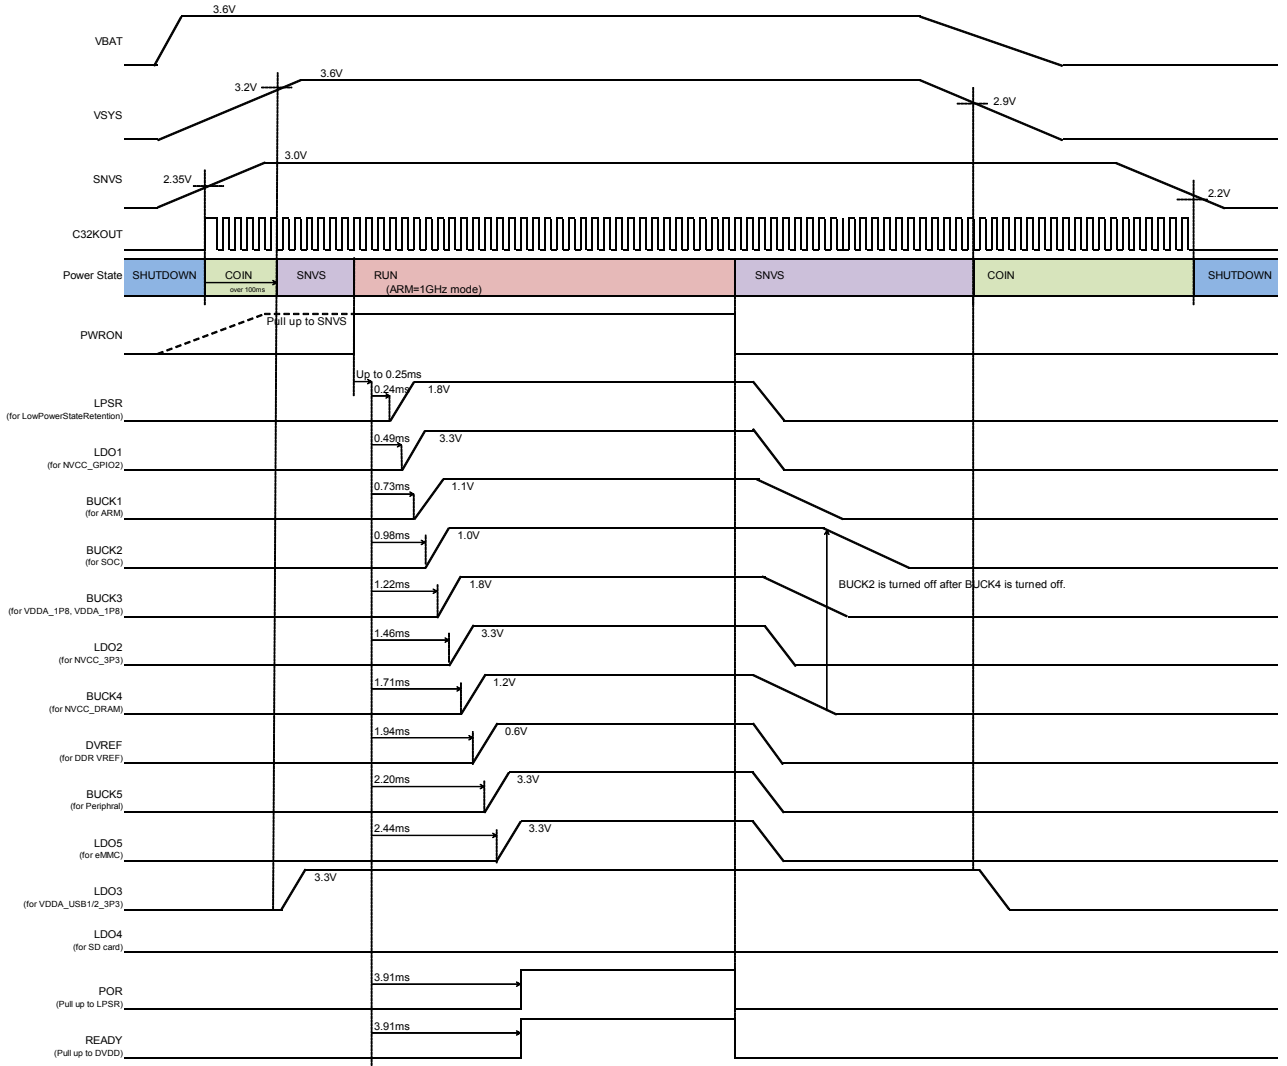 3.6V
VBAT
3.6V
3.2V
2.9V
VSYS
3.0V
2.35V
2.2V
SNVS
C32KOUT
Power State
SHUTDOWN
COIN
over 100ms
SNVS
RUN
(ARM=1GHz mode)
SNVS
COIN
SHUTDOWN
Pull up to SNVS
PWRON
Up to 0.25ms
0.24ms
1.8V
LPSR
(for LowPowerStateRetention)
0.49ms
3.3V
LDO1
(for NVCC_GPIO2)
0.73ms
1.1V
BUCK1
(for ARM)
0.98ms
1.0V
BUCK2
(for SOC)
BUCK2 is turned off after BUCK4 is turned off.
1.22ms
1.8V
BUCK3
(for VDDA_1P8, VDDA_1P8)
1.46ms
3.3V
LDO2
(for NVCC_3P3)
1.71ms
1.2V
BUCK4
(for NVCC_DRAM)
1.94ms
0.6V
DVREF
(for DDR VREF)
2.20ms
3.3V
BUCK5
(for Periphral)
2.44ms
3.3V
LDO5
(for eMMC)
3.3V
LDO3
(for VDDA_USB1/2_3P3)
LDO4
(for SD card)
3.91ms
POR
(Pull up to LPSR)
3.91ms
READY
(Pull up to DVDD)